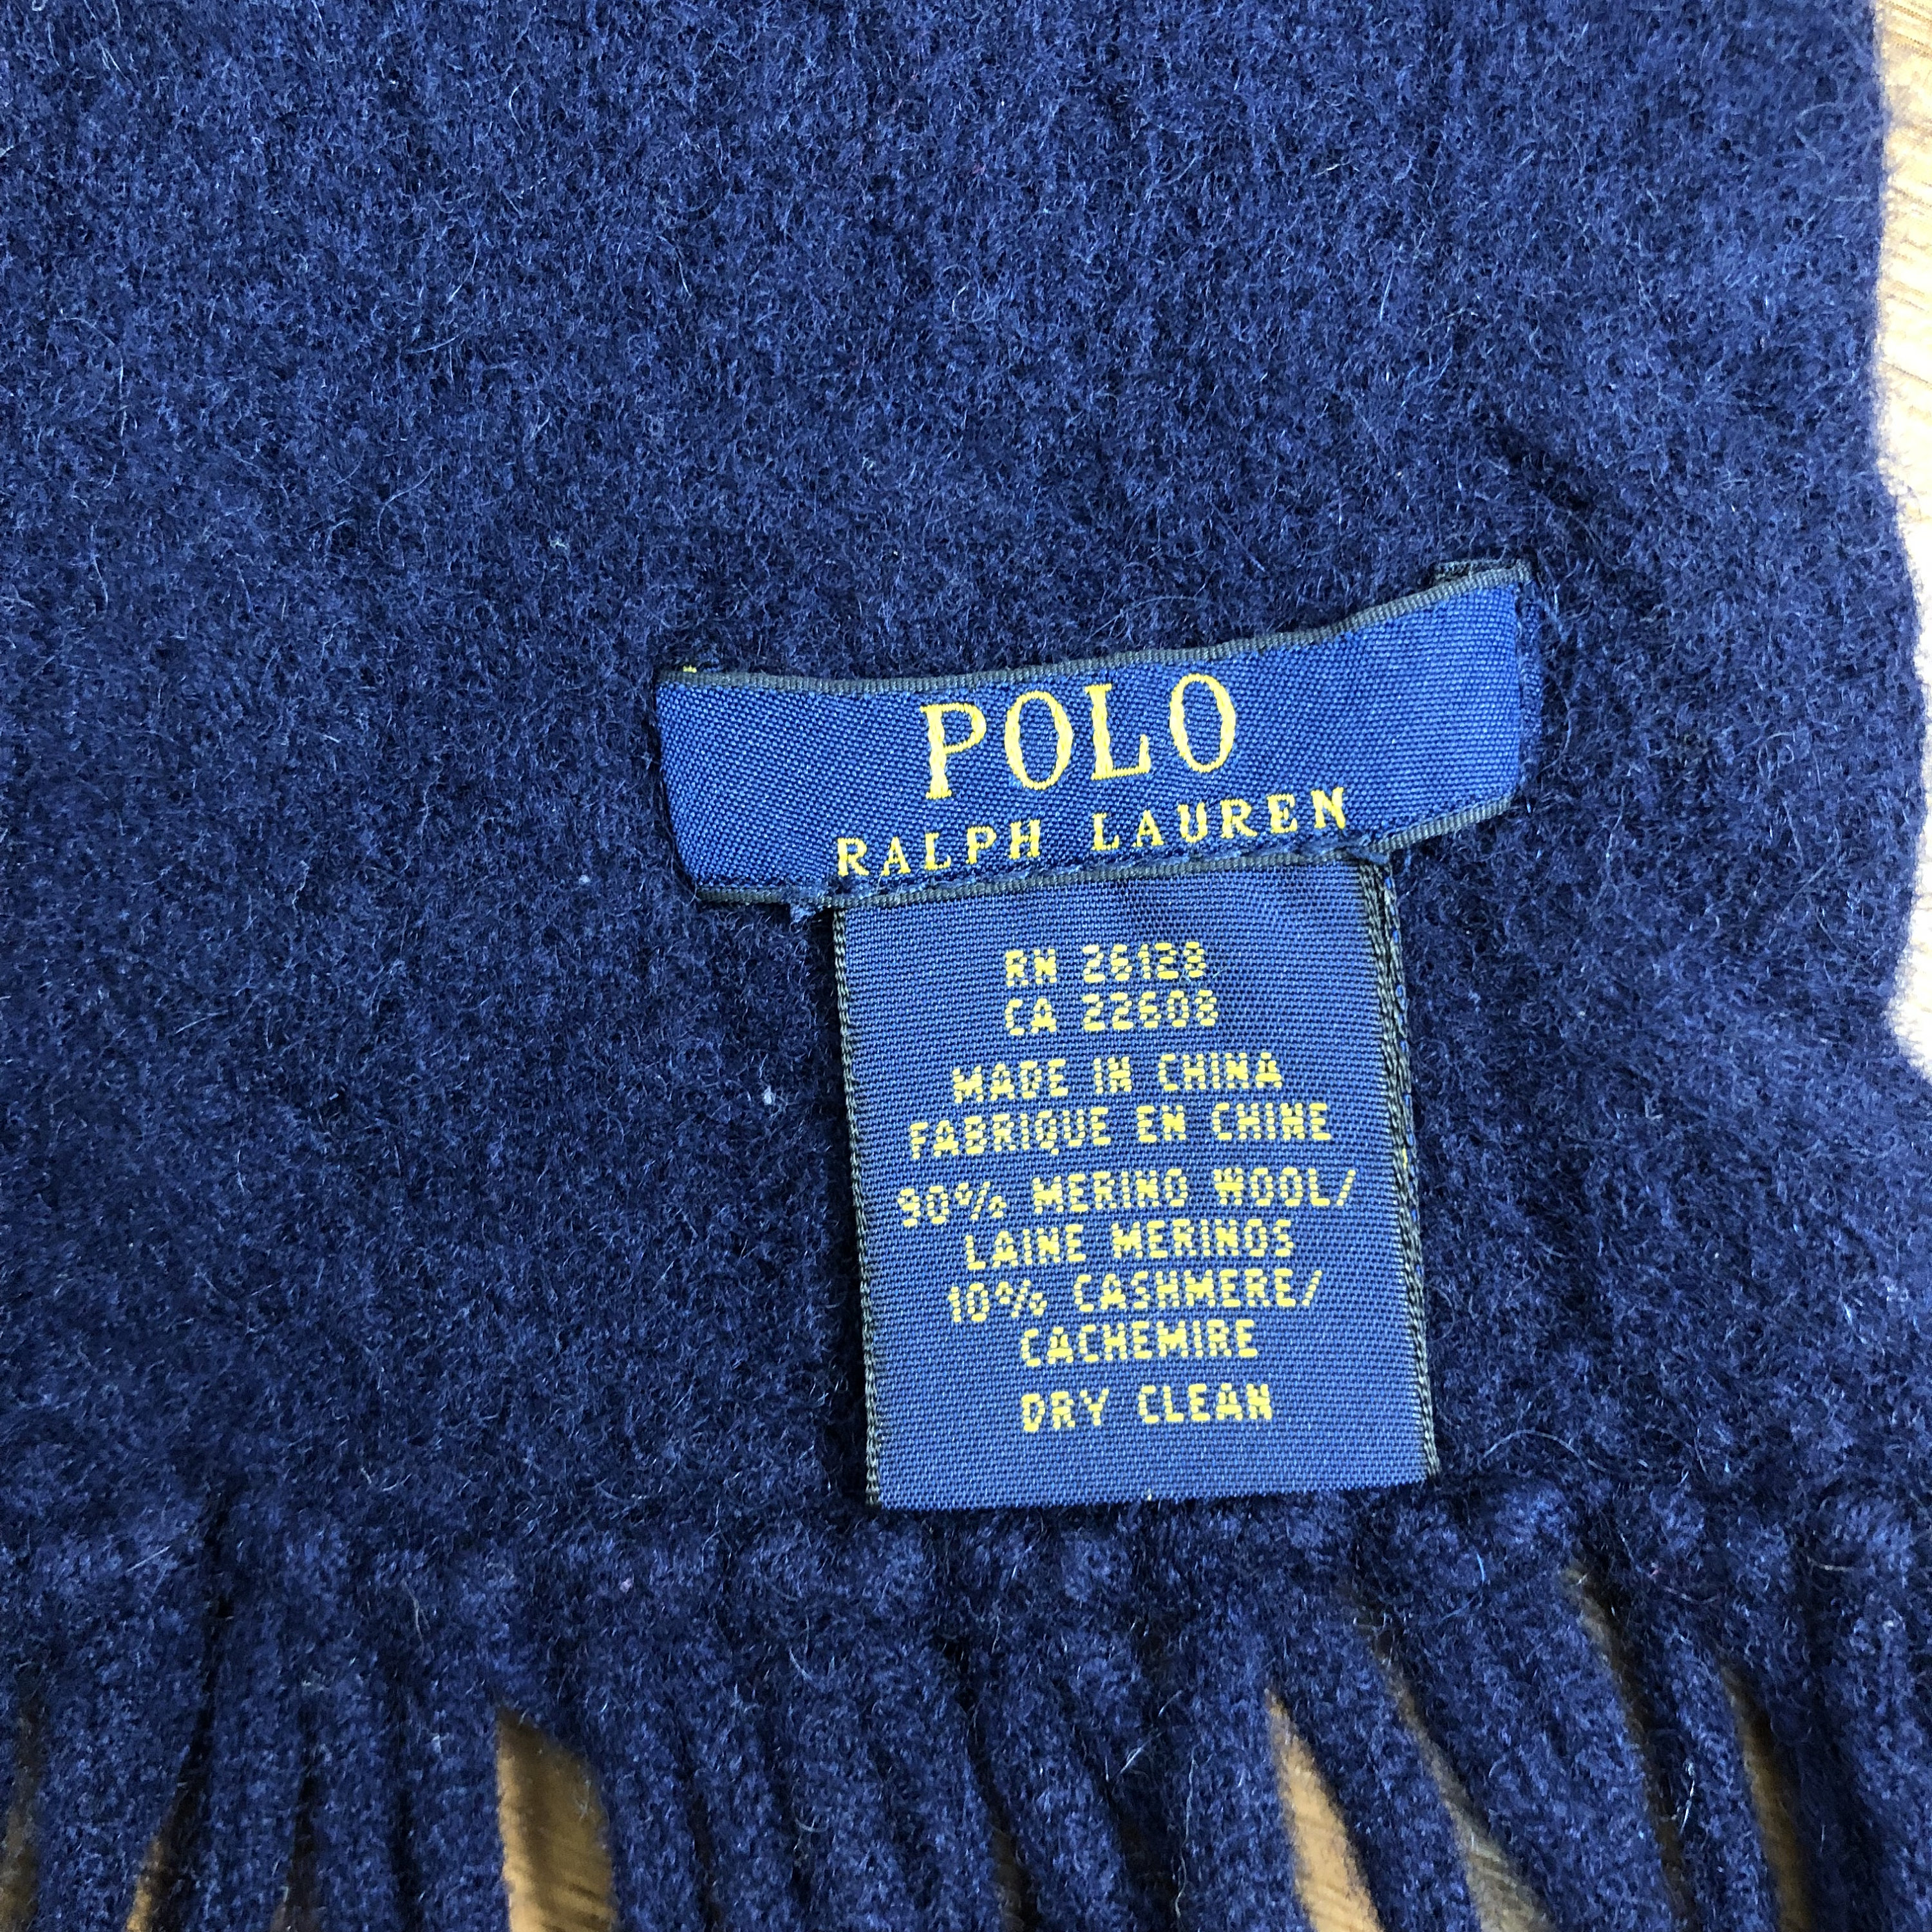 POLO
RALPH LAUREN
RN 26128
CA 22608
MADE IN CHINA
FABRIQUE EN CHINE
90% MERINO WOOL/
LAINE MERINOS
10% CASHMERE/
CACHEMIRE
DRY CLEAN